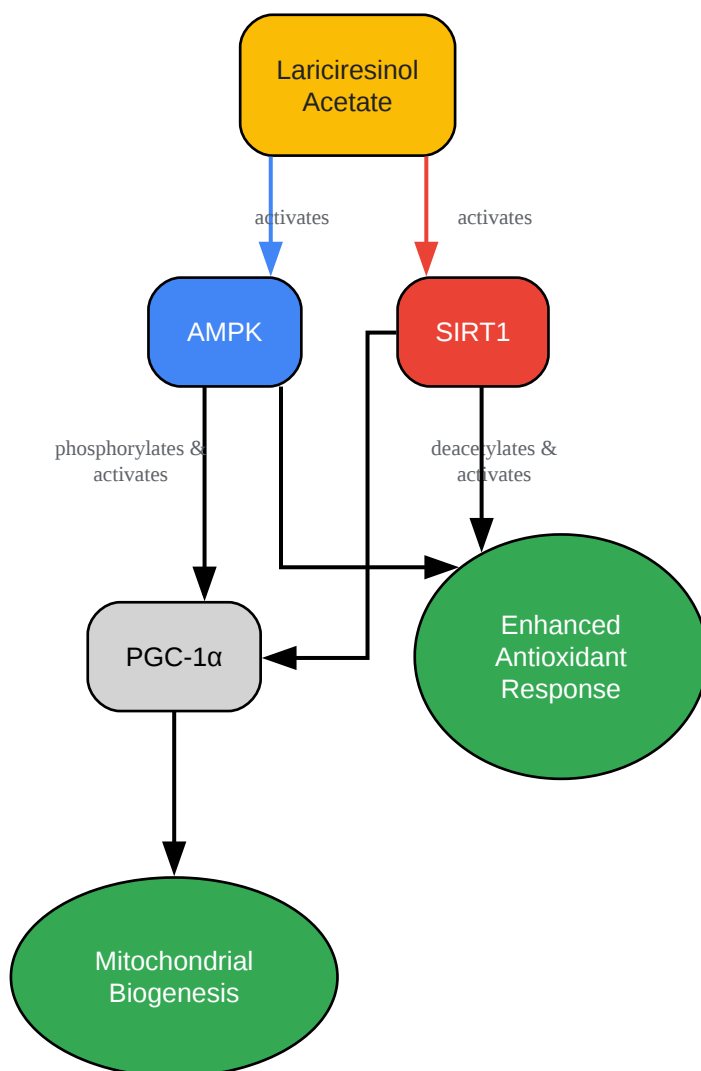 Lariciresinol
Acetate
activates
activates
AMPK
SIRT1
phosphorylates &
activates
deacetylates &
activates
Enhanced
Antioxidant
Response
PGC-1α
Mitochondrial
Biogenesis